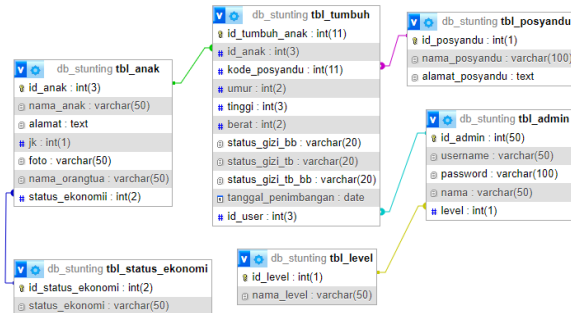 db_stunting tbl_anak
id_anak : int(3)
nama_anak : varchar(50)
alamat : text
jk : int(1)
foto : varchar(50)
nama_orangtua : varchar(50)
status_ekonomii : int(2)
db_stunting tbl_tumbuh
id_tumbuh_anak : int(11)
id_anak : int(3)
kode_posyandu : int(11)
umur : int(2)
tinggi : int(3)
berat : int(2)
status_gizi_bb : varchar(20)
status_gizi_tb : varchar(20)
status_gizi_tb_bb : varchar(20)
tanggal_penimbangan : date
id_user : int(3)
db_stunting tbl_posyandu
id_posyandu : int(1)
nama_posyandu : varchar(50)
alamat_posyandu : text
db_stunting tbl_admin
id_admin : int(50)
username : varchar(50)
password : varchar(100)
nama : varchar(50)
level : int(1)
db_stunting tbl_status_ekonomi
id_status_ekonomi : int(2)
status_ekonomi : varchar(50)
db_stunting tbl_level
id_level : int(1)
nama_level : varchar(50)